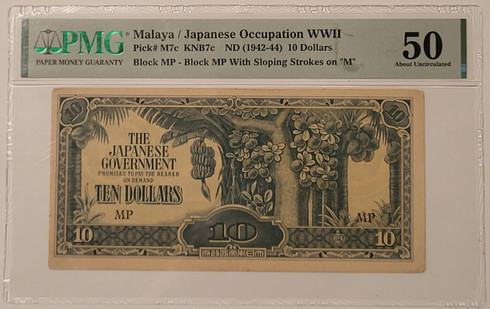 PMG
PAPER MONEY GUARANTY
Malaya / Japanese Occupation WWII
Pick# M7c KNB7c ND (1942-44) 10 Dollars
Block MP - Block MP With Sloping Strokes on "M"
50
About Uncirculated
10
10
THE
JAPANESE
GOVERNMENT
PROMISES TO PAY THE BEARER
ON DEMAND
TEN DOLLARS
MP
MP
10
10
10